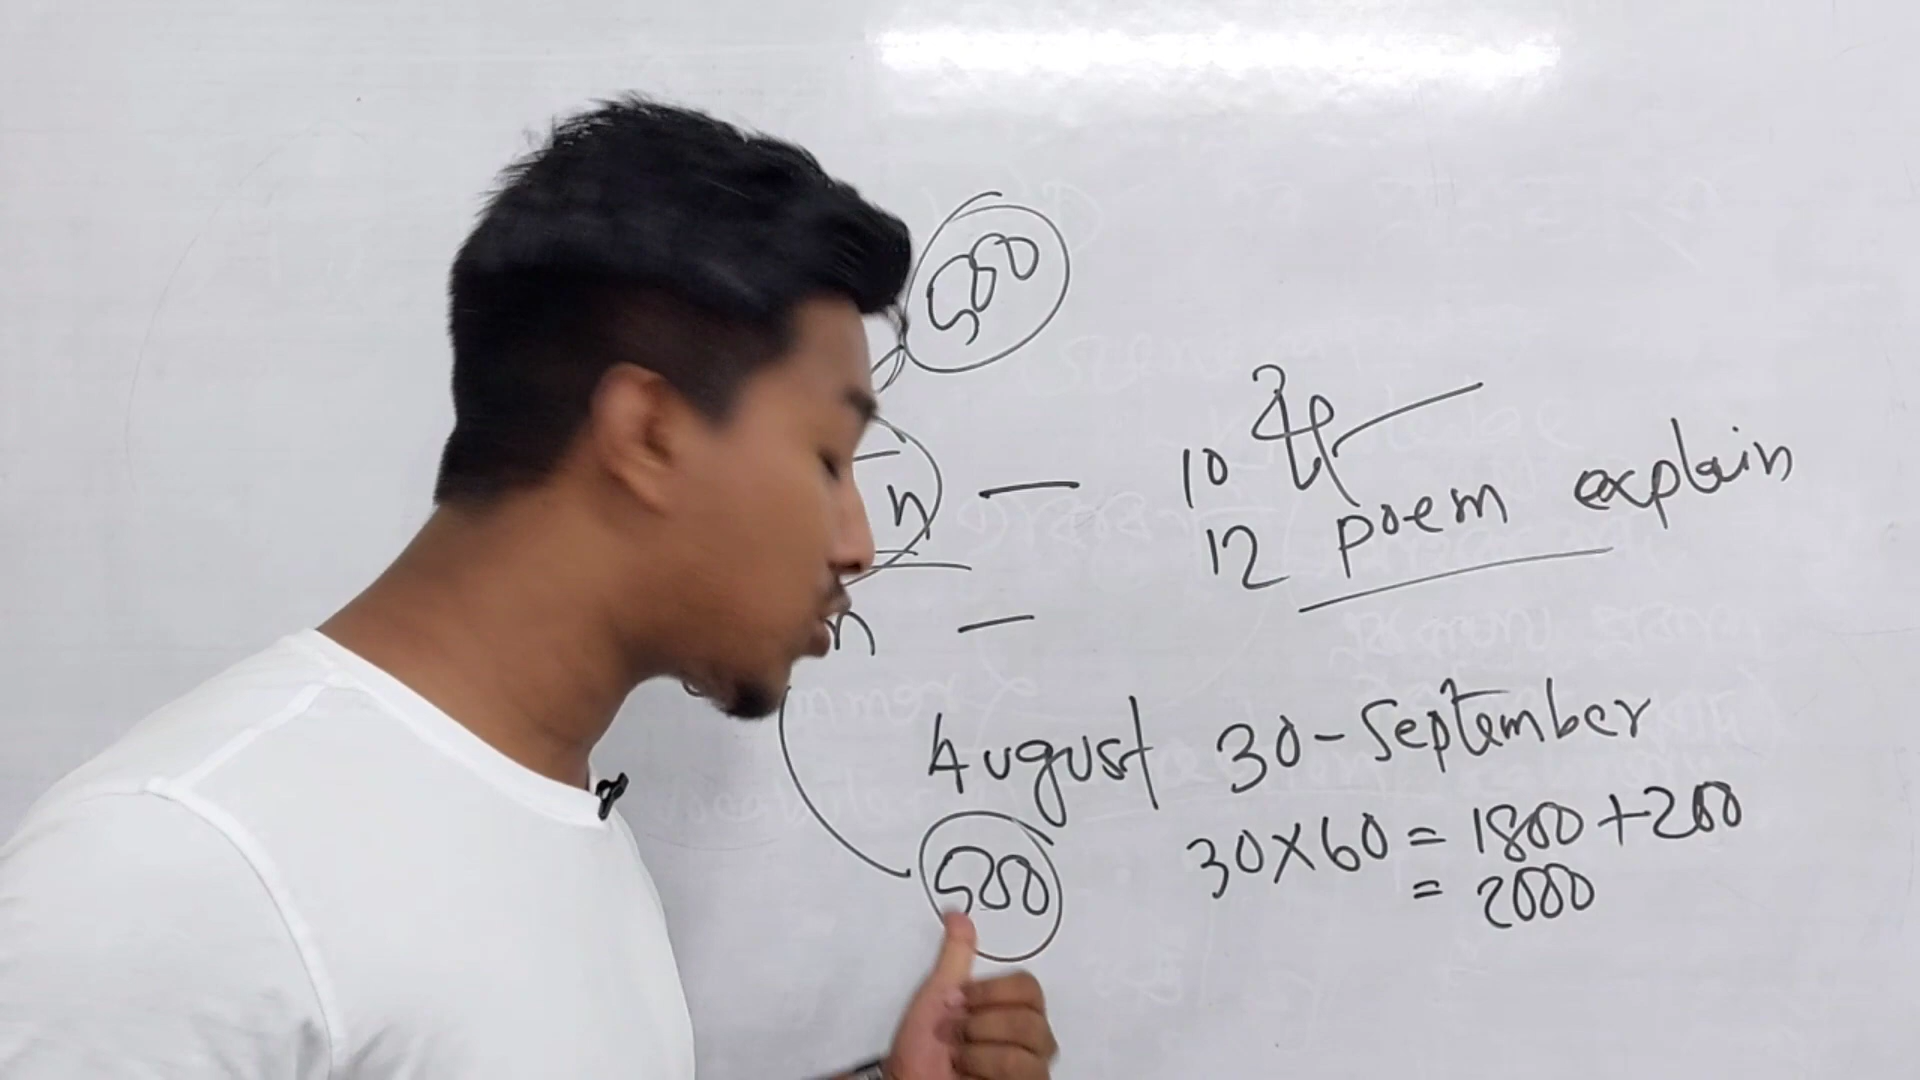 500
10
n —
12 poem explain
n —
August 30-September
30×60 = 1800+200
500
= 2000